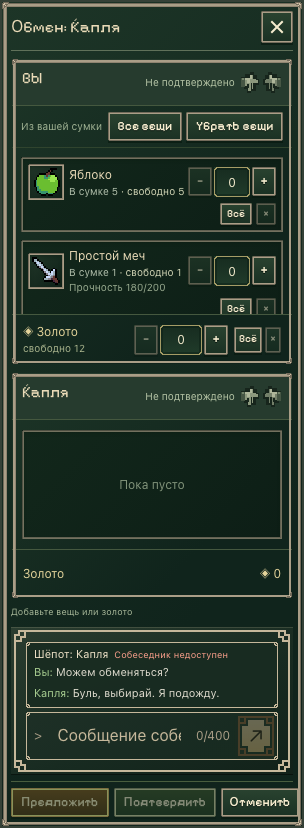 Обмен: Капля
×
Вы
Не подтверждено
Из вашей сумки
Все вещи
Убрать вещи
Яблоко
В сумке 5 · свободно 5
− 0 +
Всё ×
Простой меч
В сумке 1 · свободно 1
Прочность 180/200
− 0 +
Всё ×
Золото
свободно 12
− 0 + Всё ×
Капля
Не подтверждено
Пока пусто
Золото 0
Добавьте вещь или золото
Шёпот: Капля Собеседник недоступен
Вы: Можем обменяться?
Капля: Буль, выбирай. Я подожду.
> Сообщение собе 0/400
Предложить
Подтвердить
Отменить